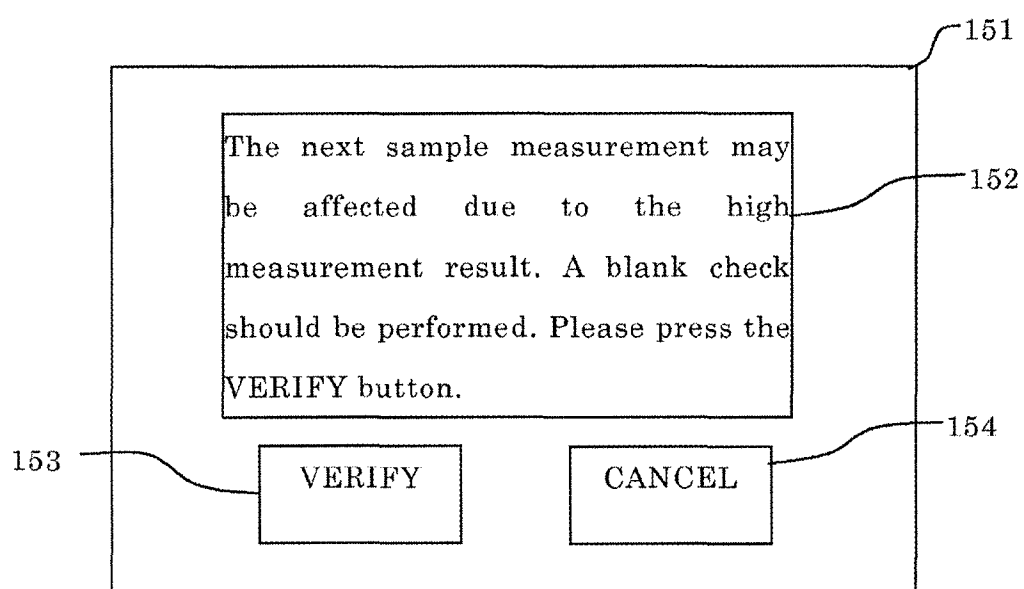 151
The next sample measurement may
be affected due to the high
152
measurement result. A blank check
should be performed. Please press the
VERIFY button.
154
153
VERIFY CANCEL